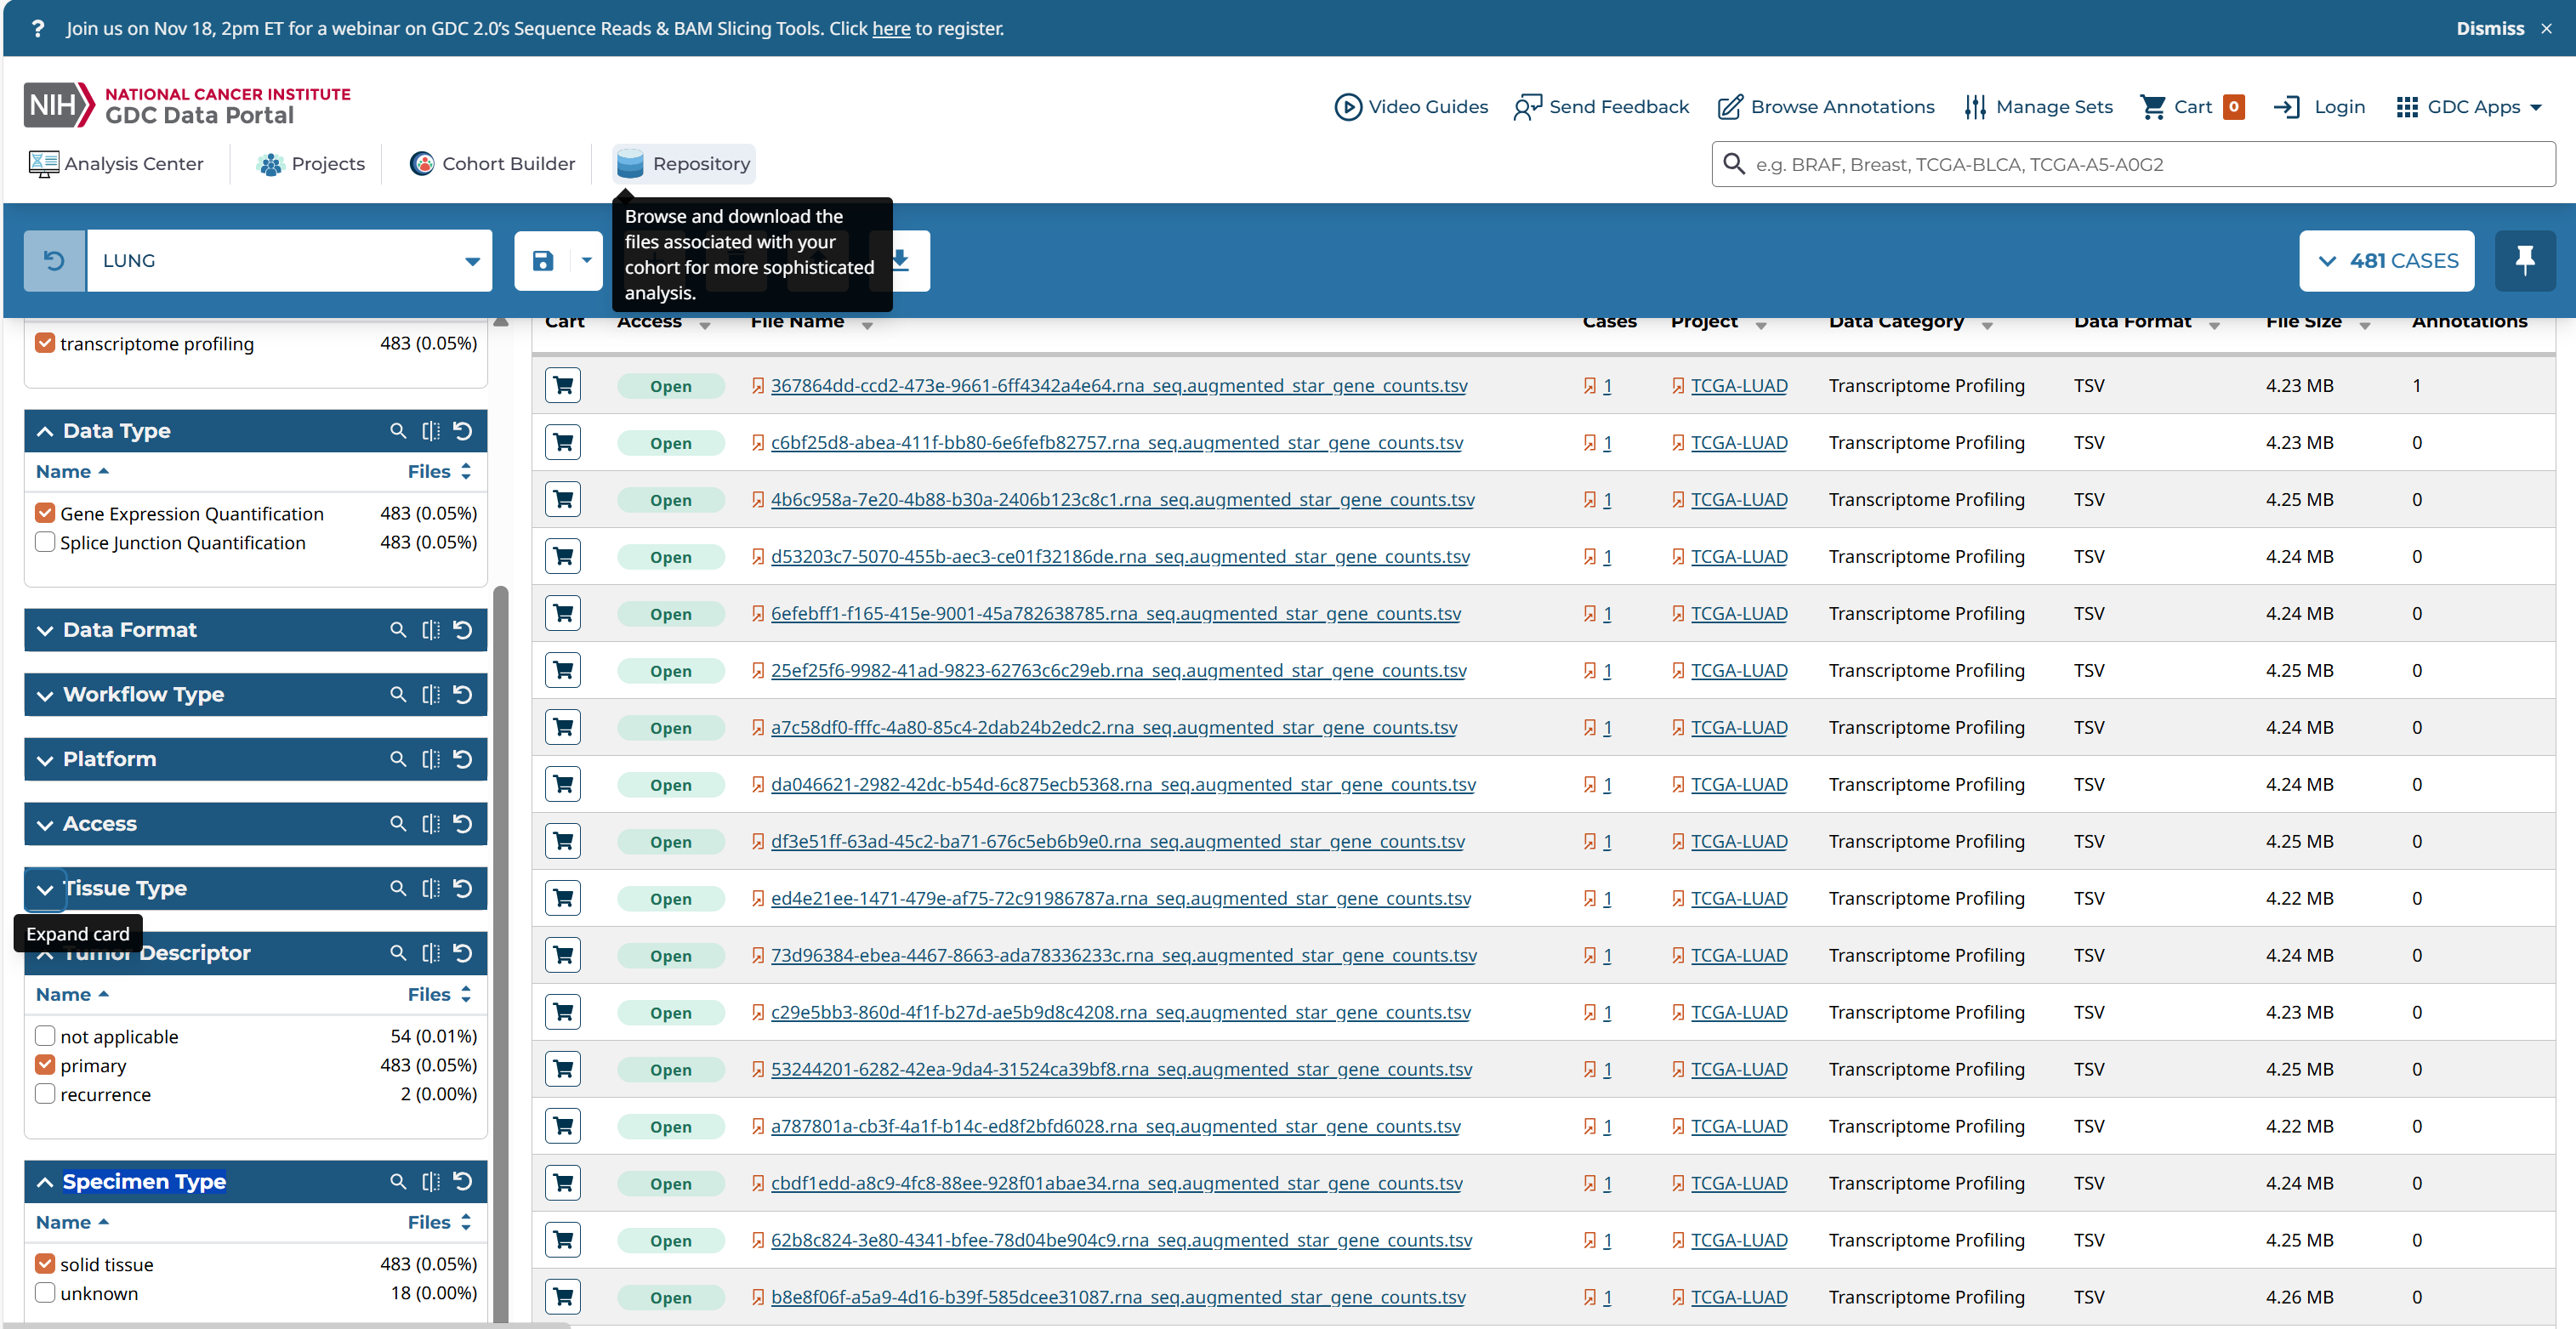 ? Join us on Nov 18, 2pm ET for a webinar on GDC 2.0's Sequence Reads & BAM Slicing Tools. Click here to register. Dismiss ×
NIH NATIONAL CANCER INSTITUTE
GDC Data Portal
Video Guides Send Feedback Browse Annotations Manage Sets Cart 0 Login GDC Apps
Analysis Center Projects Cohort Builder Repository e.g. BRAF, Breast, TCGA-BLCA, TCGA-A5-A0G2
Browse and download the
files associated with your
cohort for more sophisticated
analysis.
LUNG 481 CASES
Cart Access File Name Cases Project Data Category Data Format File Size Annotations
transcriptome profiling 483 (0.05%)
Data Type
Name Files
Gene Expression Quantification 483 (0.05%)
Splice Junction Quantification 483 (0.05%)
Data Format
Workflow Type
Platform
Access
Tissue Type
Expand card
Tumor Descriptor
Name Files
not applicable 54 (0.01%)
primary 483 (0.05%)
recurrence 2 (0.00%)
Specimen Type
Name Files
solid tissue 483 (0.05%)
unknown 18 (0.00%)
Open 367864dd-ccd2-473e-9661-6ff4342a4e64.rna_seq.augmented_star_gene_counts.tsv 1 TCGA-LUAD Transcriptome Profiling TSV 4.23 MB 1
Open c6bf25d8-abea-411f-bb80-6e6fefb82757.rna_seq.augmented_star_gene_counts.tsv 1 TCGA-LUAD Transcriptome Profiling TSV 4.23 MB 0
Open 4b6c958a-7e20-4b88-b30a-2406b123c8c1.rna_seq.augmented_star_gene_counts.tsv 1 TCGA-LUAD Transcriptome Profiling TSV 4.25 MB 0
Open d53203c7-5070-455b-aec3-ce01f32186de.rna_seq.augmented_star_gene_counts.tsv 1 TCGA-LUAD Transcriptome Profiling TSV 4.24 MB 0
Open 6efebff1-f165-415e-9001-45a782638785.rna_seq.augmented_star_gene_counts.tsv 1 TCGA-LUAD Transcriptome Profiling TSV 4.24 MB 0
Open 25ef25f6-9982-41ad-9823-62763c6c29eb.rna_seq.augmented_star_gene_counts.tsv 1 TCGA-LUAD Transcriptome Profiling TSV 4.25 MB 0
Open a7c58df0-fffc-4a80-85c4-2dab24b2edc2.rna_seq.augmented_star_gene_counts.tsv 1 TCGA-LUAD Transcriptome Profiling TSV 4.24 MB 0
Open da046621-2982-42dc-b54d-6c875ecb5368.rna_seq.augmented_star_gene_counts.tsv 1 TCGA-LUAD Transcriptome Profiling TSV 4.24 MB 0
Open df3e51ff-63ad-45c2-ba71-676c5eb6b9e0.rna_seq.augmented_star_gene_counts.tsv 1 TCGA-LUAD Transcriptome Profiling TSV 4.25 MB 0
Open ed4e21ee-1471-479e-af75-72c91986787a.rna_seq.augmented_star_gene_counts.tsv 1 TCGA-LUAD Transcriptome Profiling TSV 4.22 MB 0
Open 73d96384-ebea-4467-8663-ada78336233c.rna_seq.augmented_star_gene_counts.tsv 1 TCGA-LUAD Transcriptome Profiling TSV 4.24 MB 0
Open c29e5bb3-860d-4f1f-b27d-ae5b9d8c4208.rna_seq.augmented_star_gene_counts.tsv 1 TCGA-LUAD Transcriptome Profiling TSV 4.23 MB 0
Open 53244201-6282-42ea-9da4-31524ca39bf8.rna_seq.augmented_star_gene_counts.tsv 1 TCGA-LUAD Transcriptome Profiling TSV 4.25 MB 0
Open a787801a-cb3f-4a1f-b14c-ed8f2bfd6028.rna_seq.augmented_star_gene_counts.tsv 1 TCGA-LUAD Transcriptome Profiling TSV 4.22 MB 0
Open cbdf1edd-a8c9-4fc8-88ee-928f01abae34.rna_seq.augmented_star_gene_counts.tsv 1 TCGA-LUAD Transcriptome Profiling TSV 4.24 MB 0
Open 62b8c824-3e80-4341-bfee-78d04be904c9.rna_seq.augmented_star_gene_counts.tsv 1 TCGA-LUAD Transcriptome Profiling TSV 4.25 MB 0
Open b8e8f06f-a5a9-4d16-b39f-585dcee31087.rna_seq.augmented_star_gene_counts.tsv 1 TCGA-LUAD Transcriptome Profiling TSV 4.26 MB 0